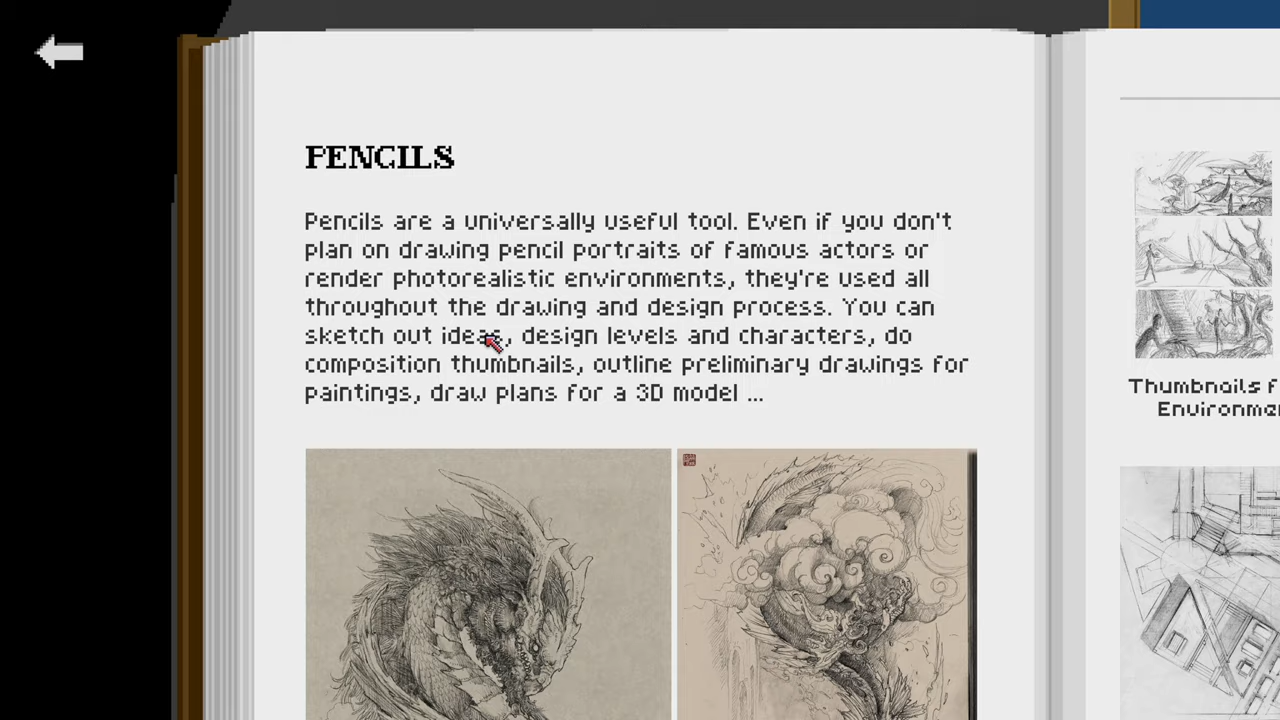 PENCILS
Pencils are a universally useful tool. Even if you don't
plan on drawing pencil portraits of famous actors or
render photorealistic environments, they're used all
throughout the drawing and design process. You can
sketch out ideas, design levels and characters, do
composition thumbnails, outline preliminary drawings for
paintings, draw plans for a 3D model ...
Thumbnails f
Environme